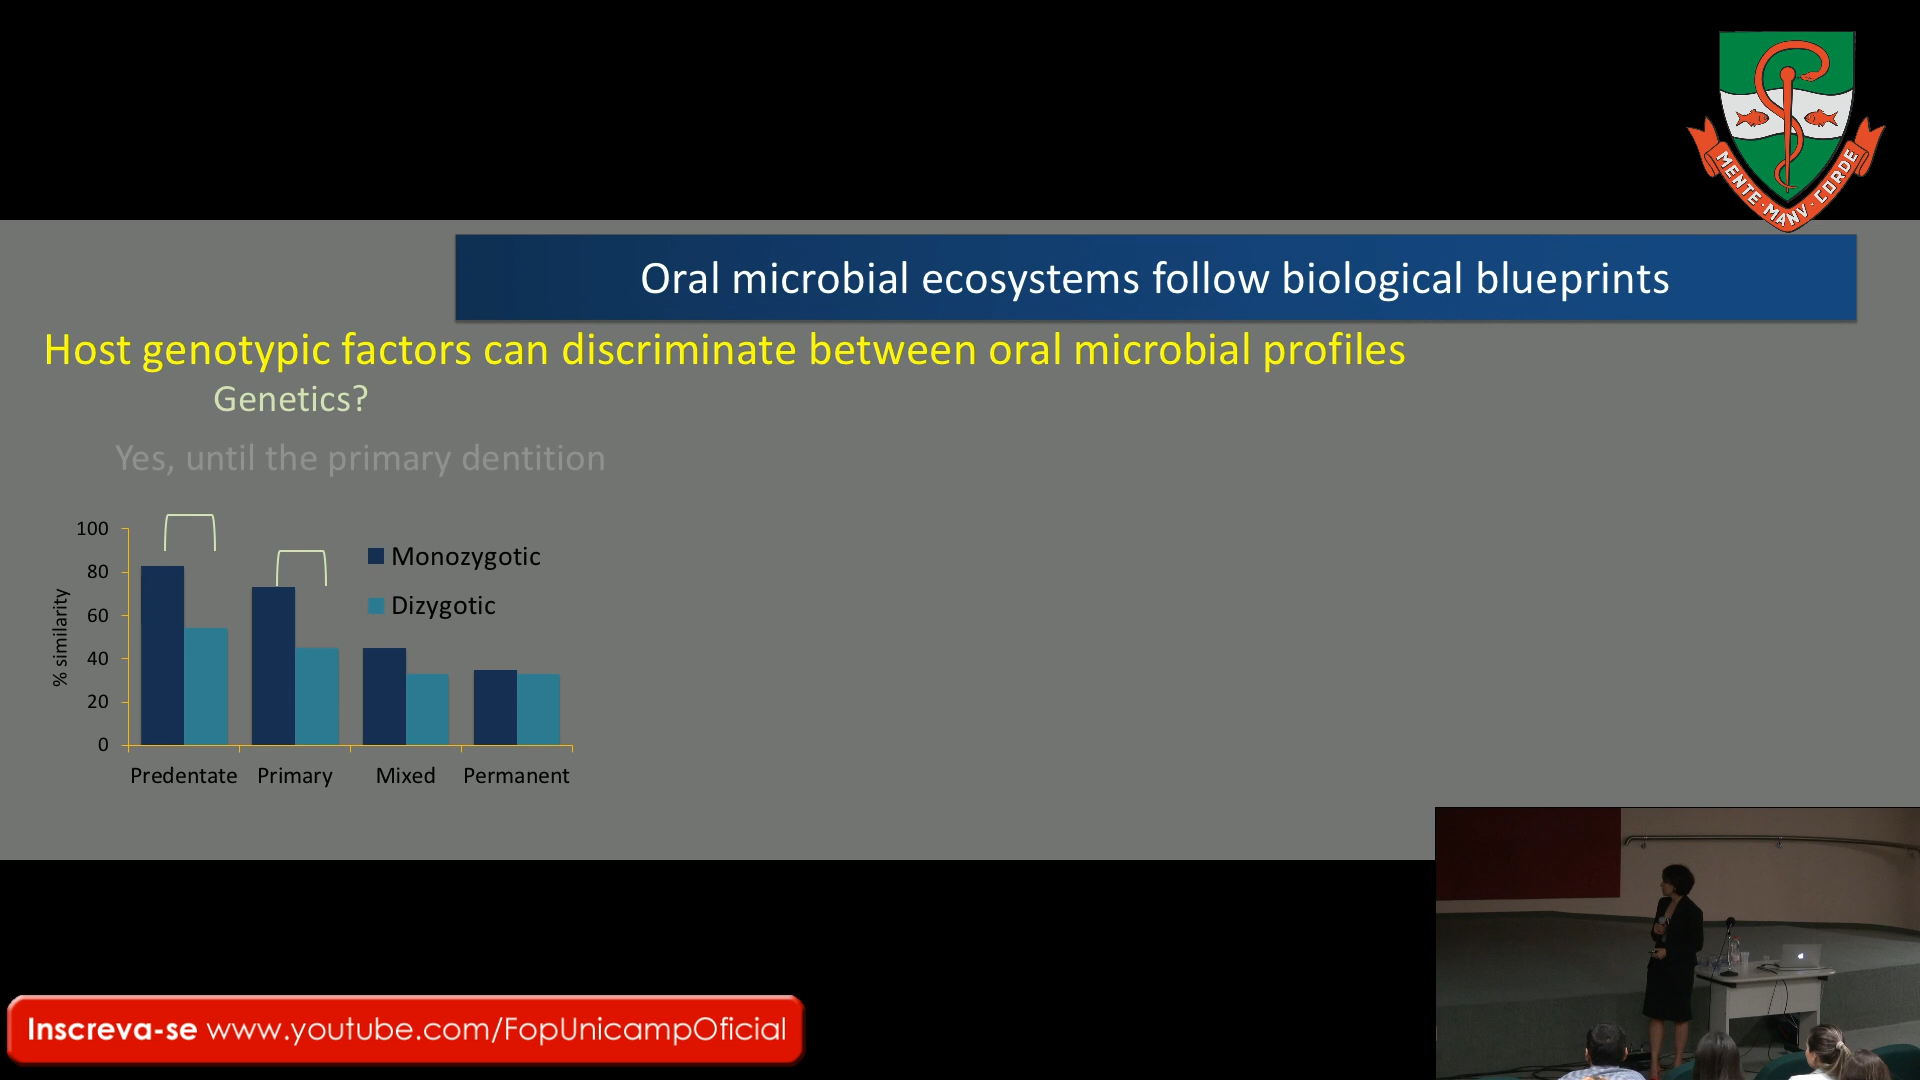 MENTE · MANV · CORDE
Oral microbial ecosystems follow biological blueprints
Host genotypic factors can discriminate between oral microbial profiles
Genetics?
Yes, until the primary dentition
100
80
60
40
20
0
% similarity
Monozygotic
Dizygotic
Predentate Primary Mixed Permanent
Inscreva-se www.youtube.com/FopUnicampOficial